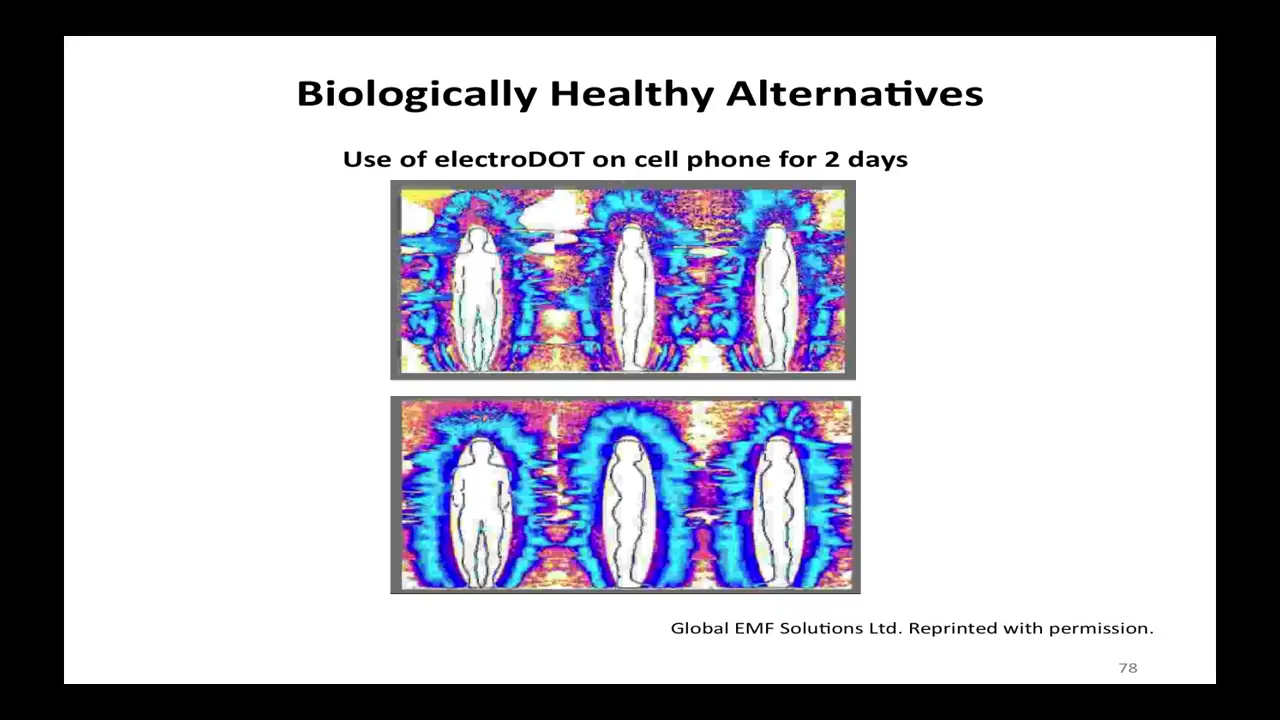 Biologically Healthy Alternatives
Use of electroDOT on cell phone for 2 days
Global EMF Solutions Ltd. Reprinted with permission.
78